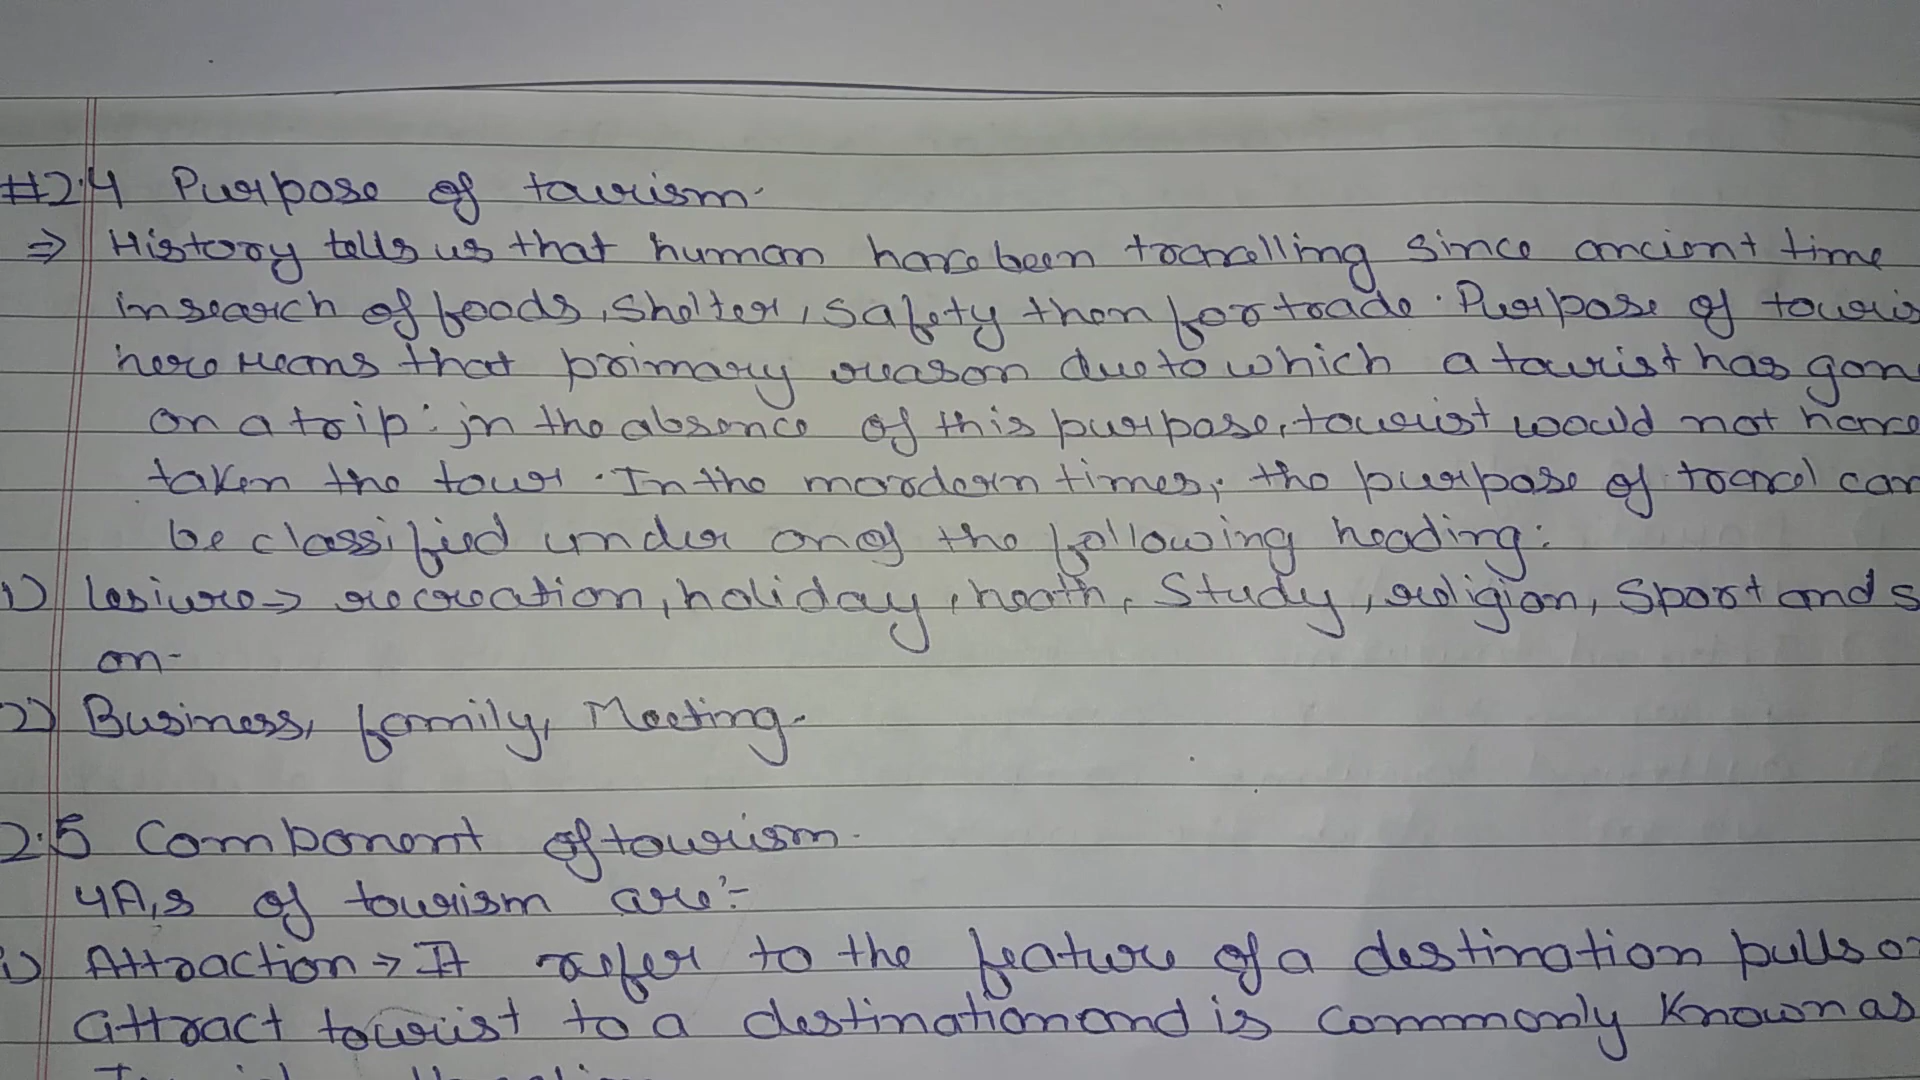 #2.4 Purpose of tourism.
⇒ History tells us that human have been travelling since ancient time
in search of foods, shelter, safety then for trade. Purpose of touris
here means that primary reason due to which a tourist has gon
on a trip. in the absence of this purpose, tourist would not have
taken the tour. In the mordern times, the purpose of travel can
be classified under on of the following heading:
1) lesiure ⇒ recreation, holiday, heath, Study, religion, Sport and s
on-
2) Business, family, Meeting.
2.5 Component of tourism.
4A,s of tourism are:-
i) Attraction → It refer to the feature of a destination pulls or
attract tourist to a destination and is commonly known as